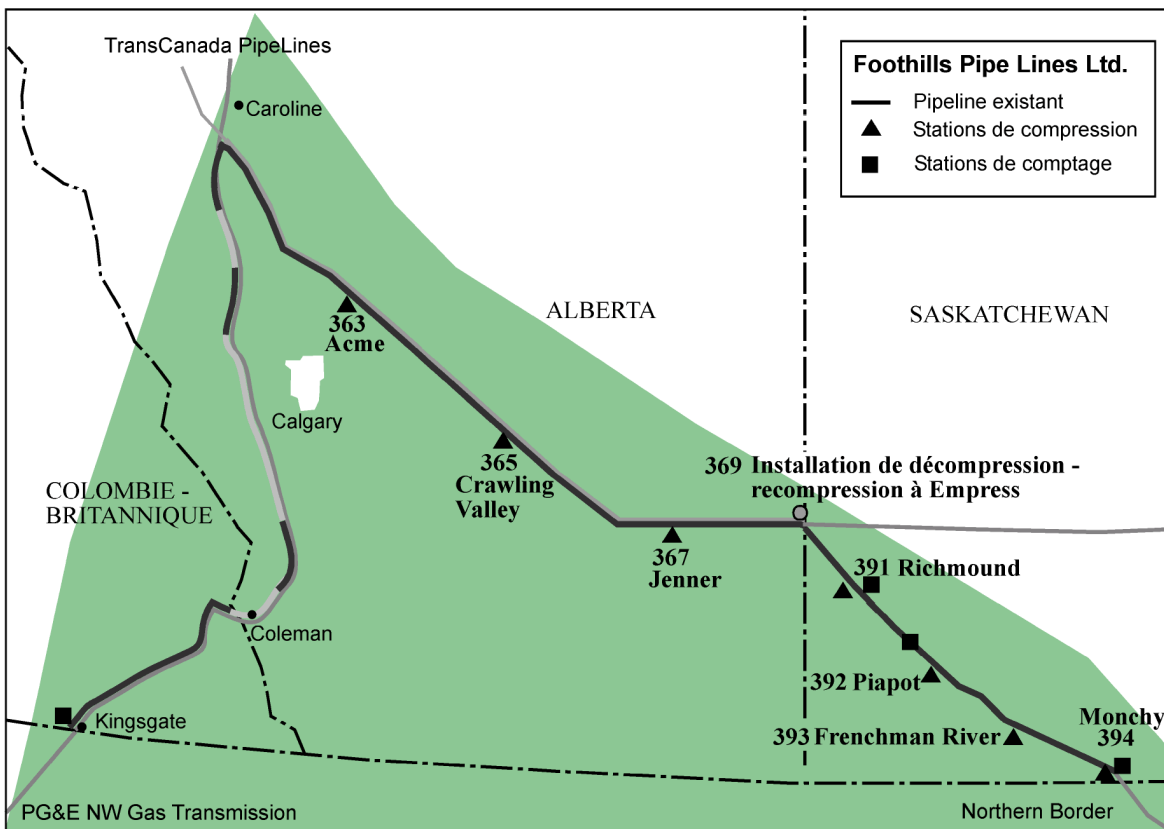 TransCanada PipeLines
Caroline
Foothills Pipe Lines Ltd.
Pipeline existant
Stations de compression
Stations de comptage
363
Acme
ALBERTA
SASKATCHEWAN
Calgary
365
Crawling
Valley
369 Installation de décompression -
recompression à Empress
COLOMBIE -
BRITANNIQUE
367
Jenner
391 Richmound
Coleman
392 Piapot
Kingsgate
393 Frenchman River
Monchy
394
PG&E NW Gas Transmission
Northern Border